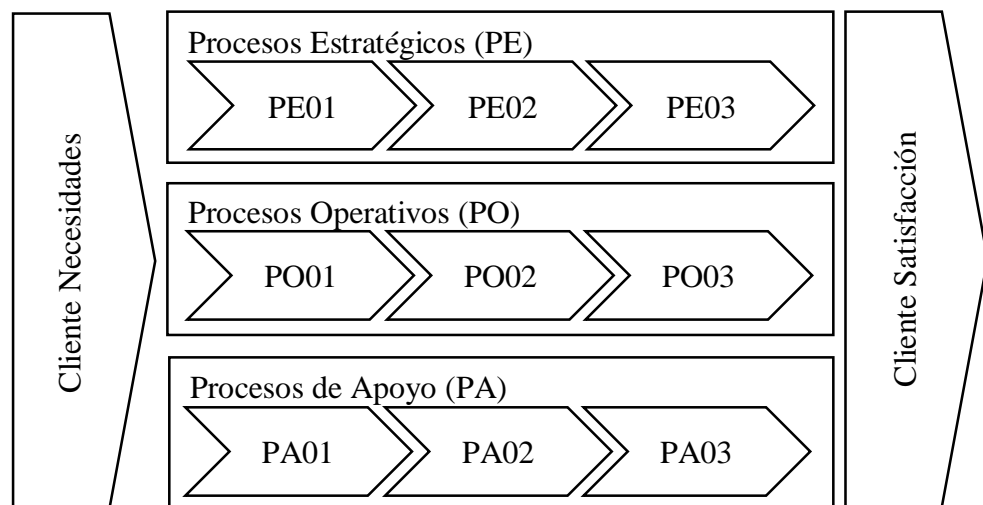 Cliente Necesidades
Procesos Estratégicos (PE)
PE01
PE02
PE03
Procesos Operativos (PO)
PO01
PO02
PO03
Procesos de Apoyo (PA)
PA01
PA02
PA03
Cliente Satisfacción